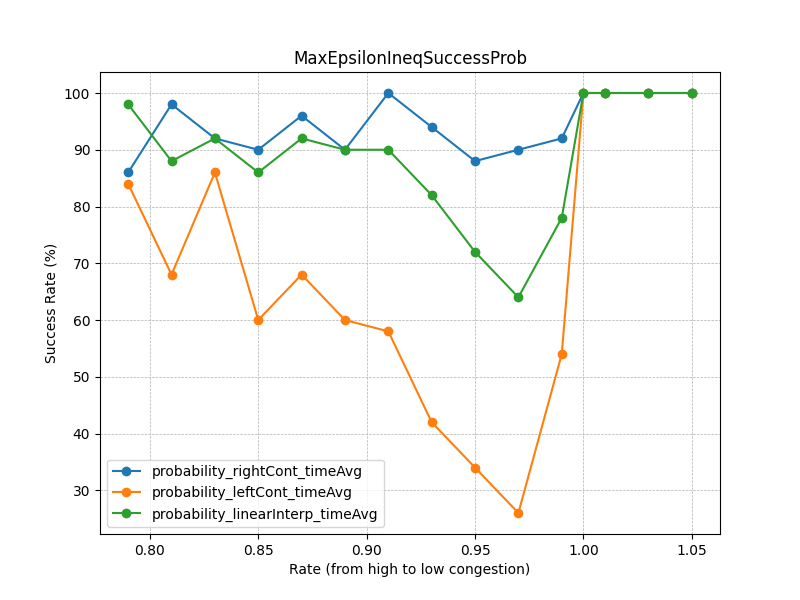 MaxEpsilonIneqSuccessProb
Success Rate (%)
100
90
80
70
60
50
40
30
probability_rightCont_timeAvg
probability_leftCont_timeAvg
probability_linearInterp_timeAvg
0.80 0.85 0.90 0.95 1.00 1.05
Rate (from high to low congestion)